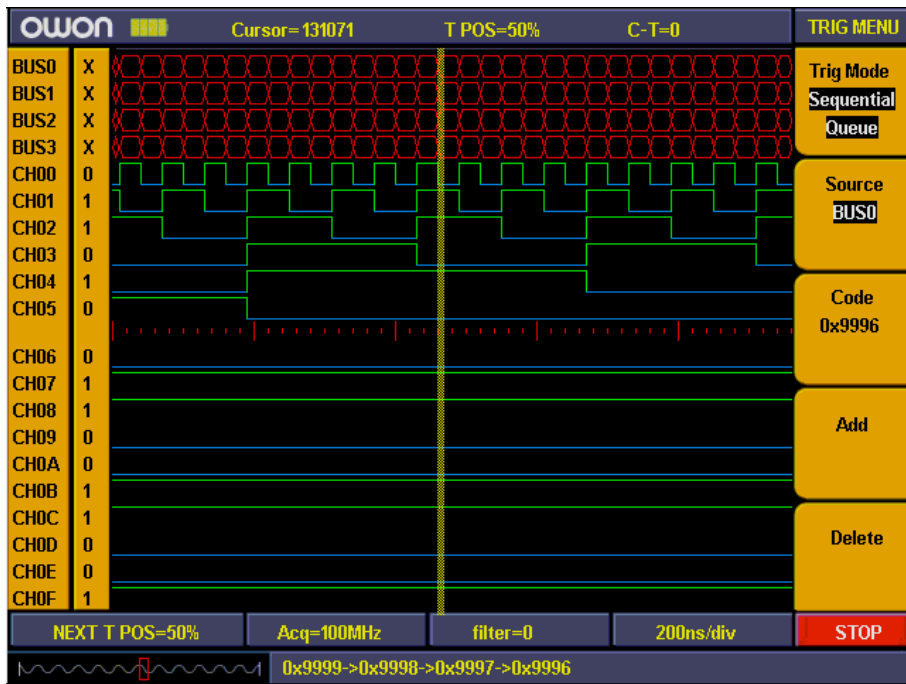 owon Cursor=131071 T POS=50% C-T=0 TRIG MENU
BUS0 X
BUS1 X
BUS2 X
BUS3 X
CH00 0
CH01 1
CH02 1
CH03 0
CH04 1
CH05 0
CH06 0
CH07 1
CH08 1
CH09 0
CH0A 0
CH0B 1
CH0C 1
CH0D 0
CH0E 0
CH0F 1
Trig Mode
Sequential
Queue
Source
BUS0
Code
0x9996
Add
Delete
NEXT T POS=50% Acq=100MHz filter=0 200ns/div STOP
0x9999->0x9998->0x9997->0x9996